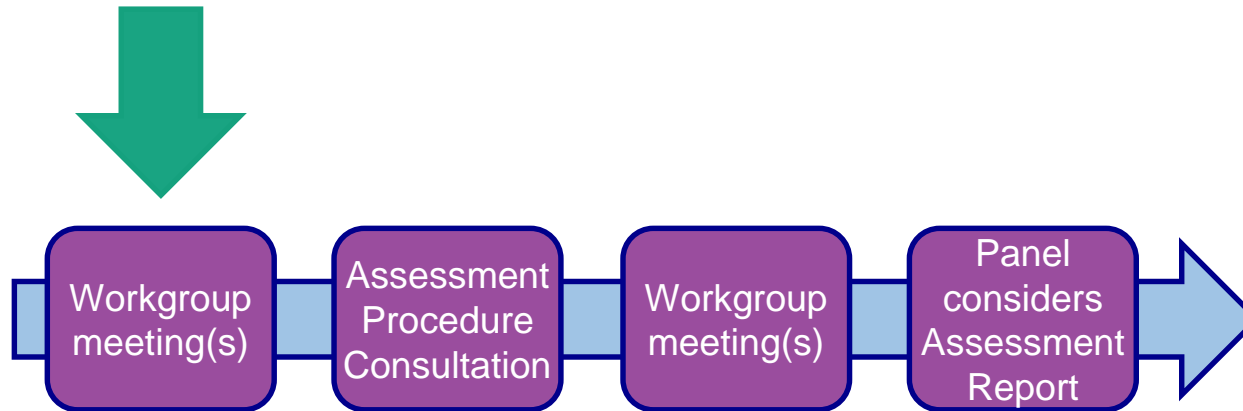 Workgroup
meeting(s)
Assessment
Procedure
Consultation
Workgroup
meeting(s)
Panel
considers
Assessment
Report